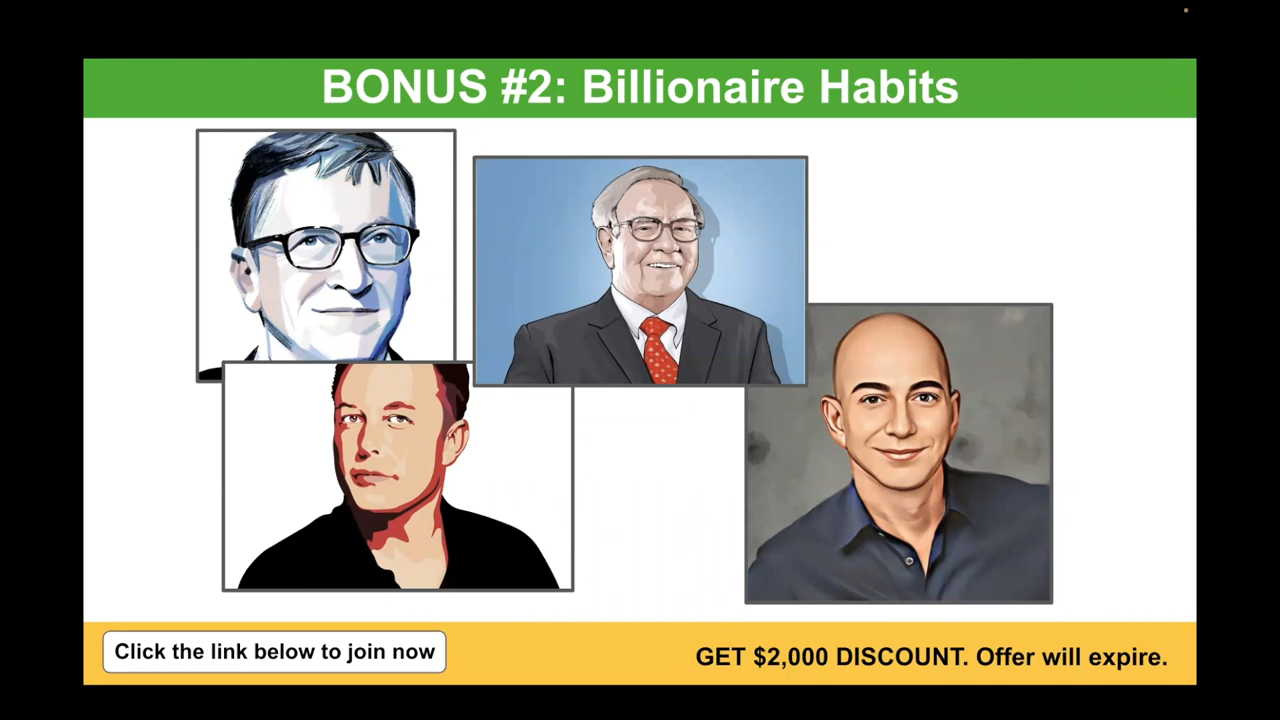 BONUS #2: Billionaire Habits
Click the link below to join now
GET $2,000 DISCOUNT. Offer will expire.